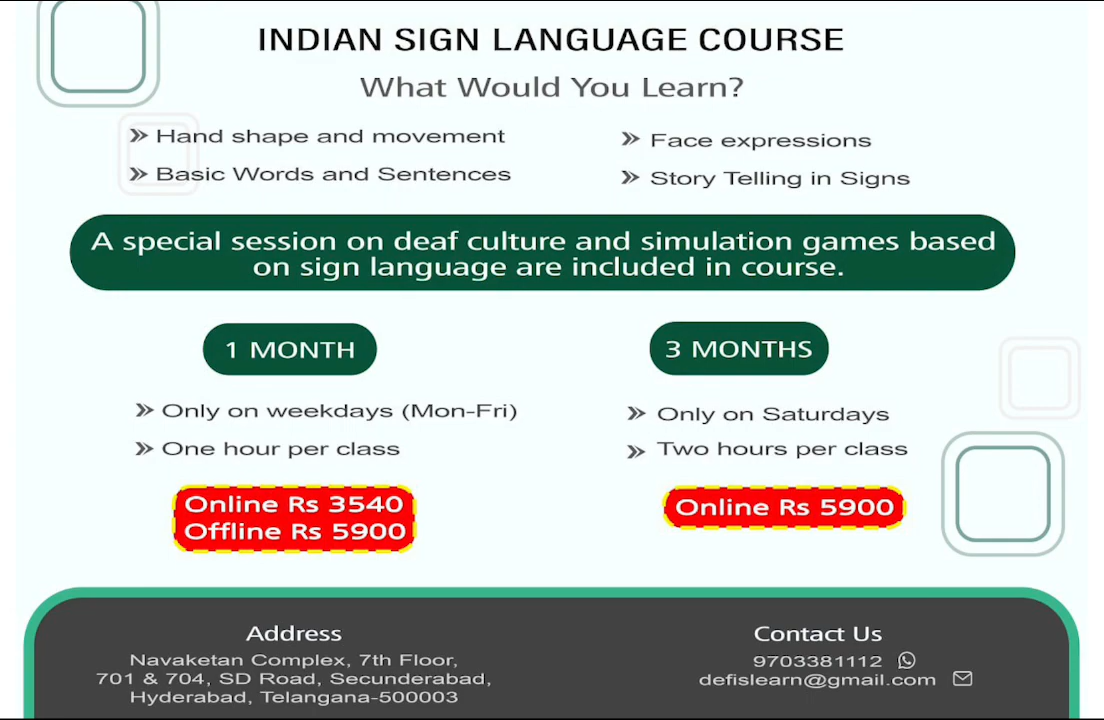 INDIAN SIGN LANGUAGE COURSE
What Would You Learn?
Hand shape and movement
Basic Words and Sentences
Face expressions
Story Telling in Signs
A special session on deaf culture and simulation games based
on sign language are included in course.
1 MONTH
Only on weekdays (Mon-Fri)
One hour per class
Online Rs 3540
Offline Rs 5900
3 MONTHS
Only on Saturdays
Two hours per class
Online Rs 5900
Address
Navaketan Complex, 7th Floor,
701 & 704, SD Road, Secunderabad,
Hyderabad, Telangana-500003
Contact Us
9703381112
defislearn@gmail.com